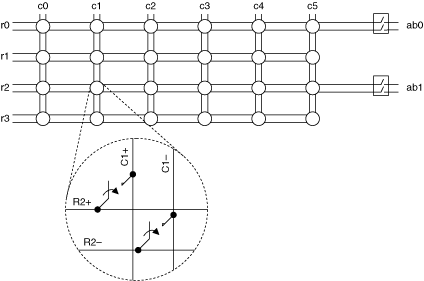 c0 c1 c2 c3 c4 c5
r0 ab0
r1
r2 ab1
r3
C1+ C1–
R2+
R2–